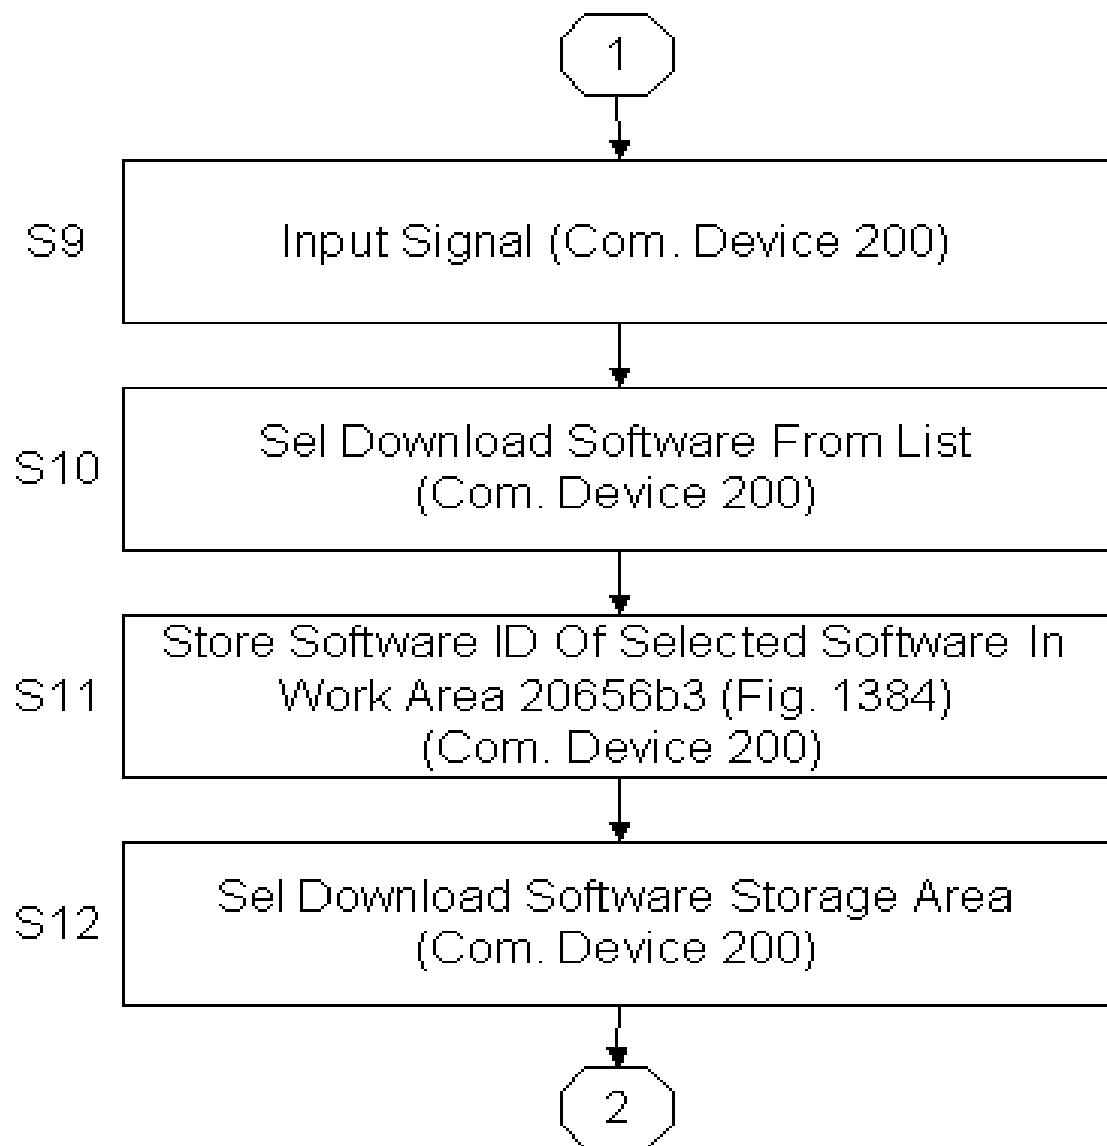 1
S9
Input Signal (Com. Device 200)
S10
Sel Download Software From List
(Com. Device 200)
S11
Store Software ID Of Selected Software In
Work Area 20656b3 (Fig. 1384)
(Com. Device 200)
S12
Sel Download Software Storage Area
(Com. Device 200)
2